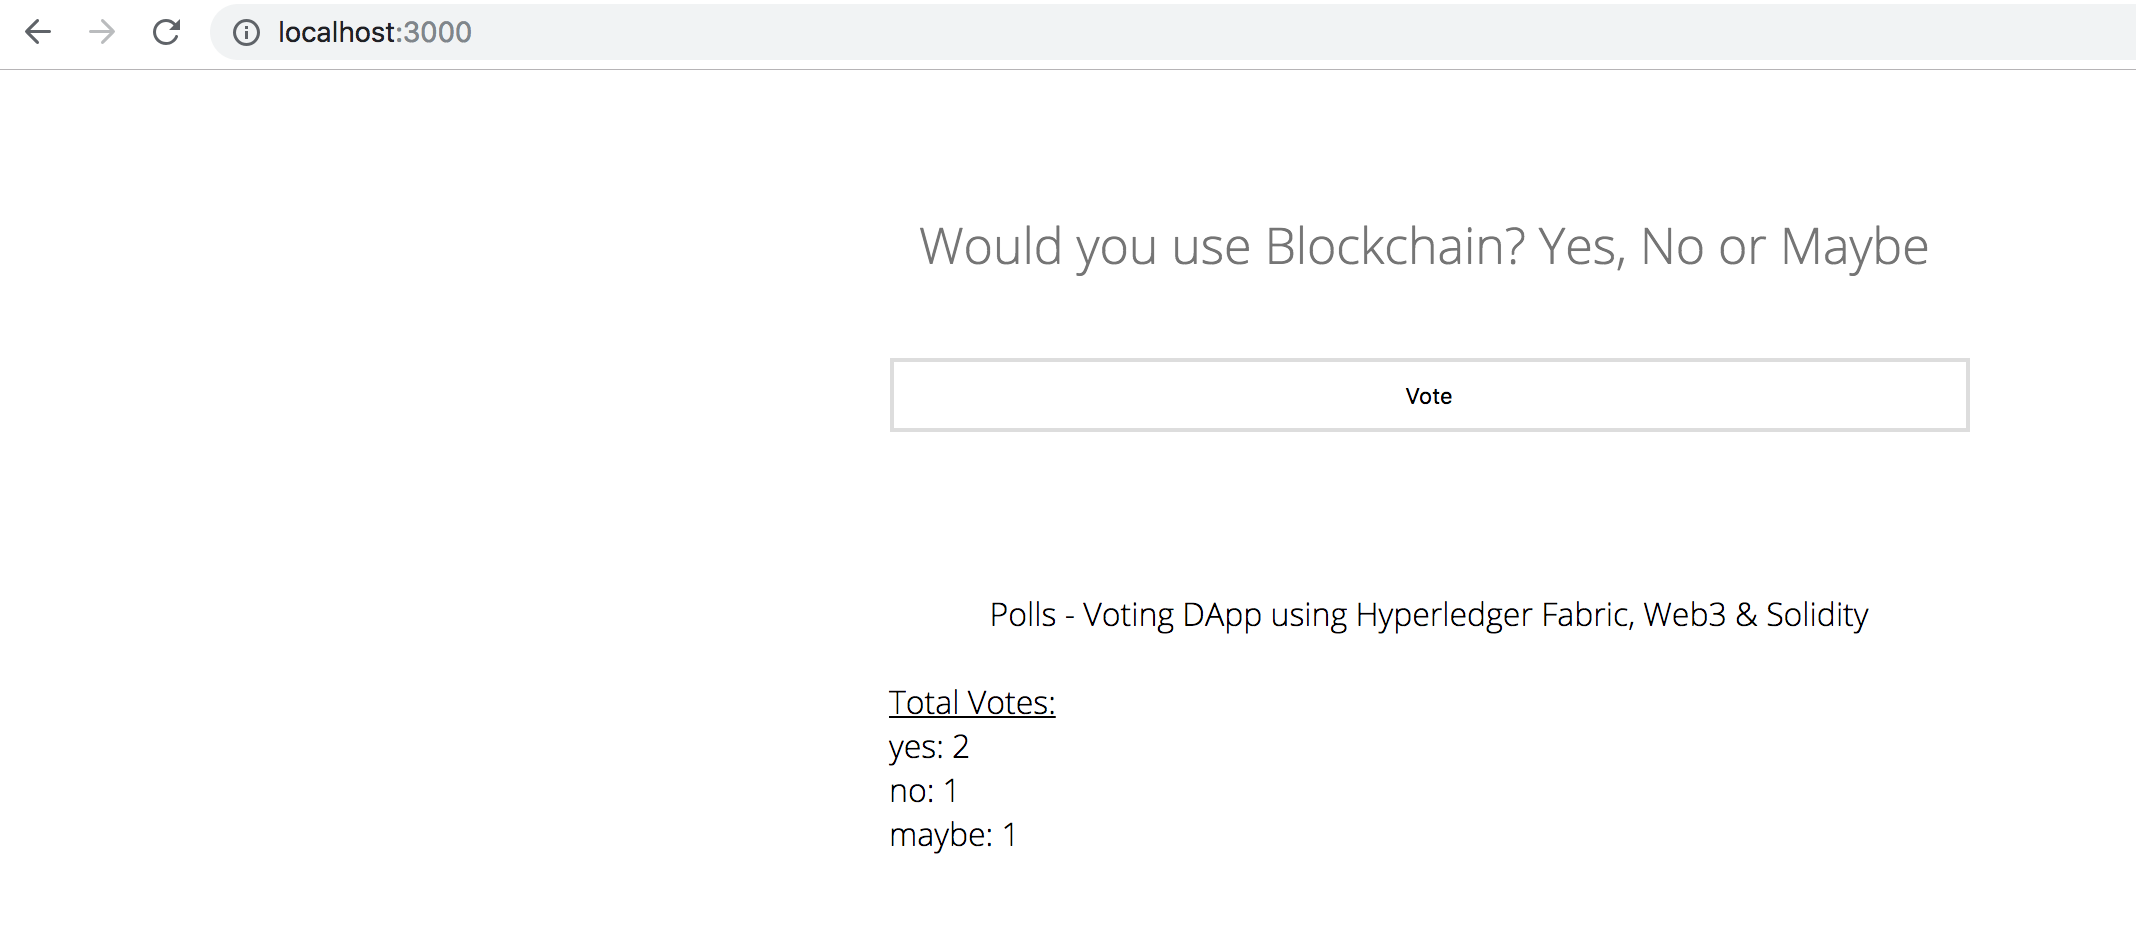 localhost:3000
Would you use Blockchain? Yes, No or Maybe
Vote
Polls - Voting DApp using Hyperledger Fabric, Web3 & Solidity
Total Votes:
yes: 2
no: 1
maybe: 1